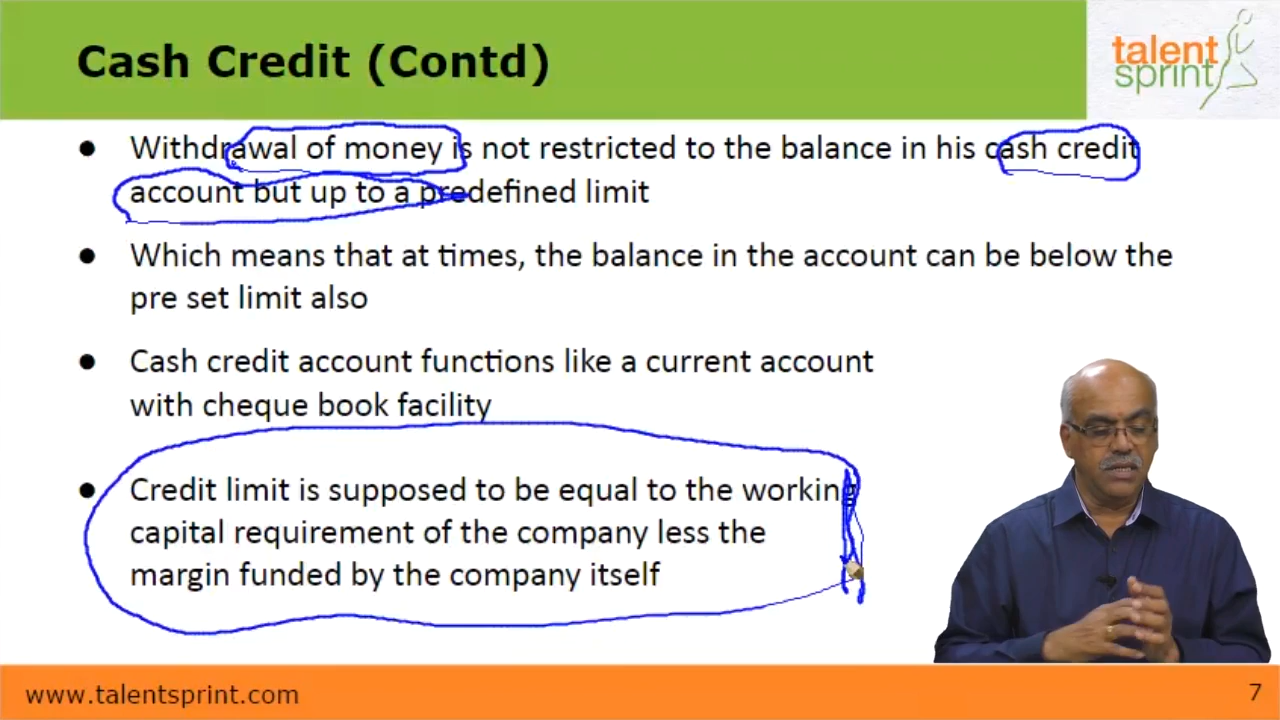 Cash Credit (Contd)
talent
sprint
● Withdrawal of money is not restricted to the balance in his cash credit
account but up to a predefined limit
● Which means that at times, the balance in the account can be below the
pre set limit also
● Cash credit account functions like a current account
with cheque book facility
● Credit limit is supposed to be equal to the working
capital requirement of the company less the
margin funded by the company itself
www.talentsprint.com
7